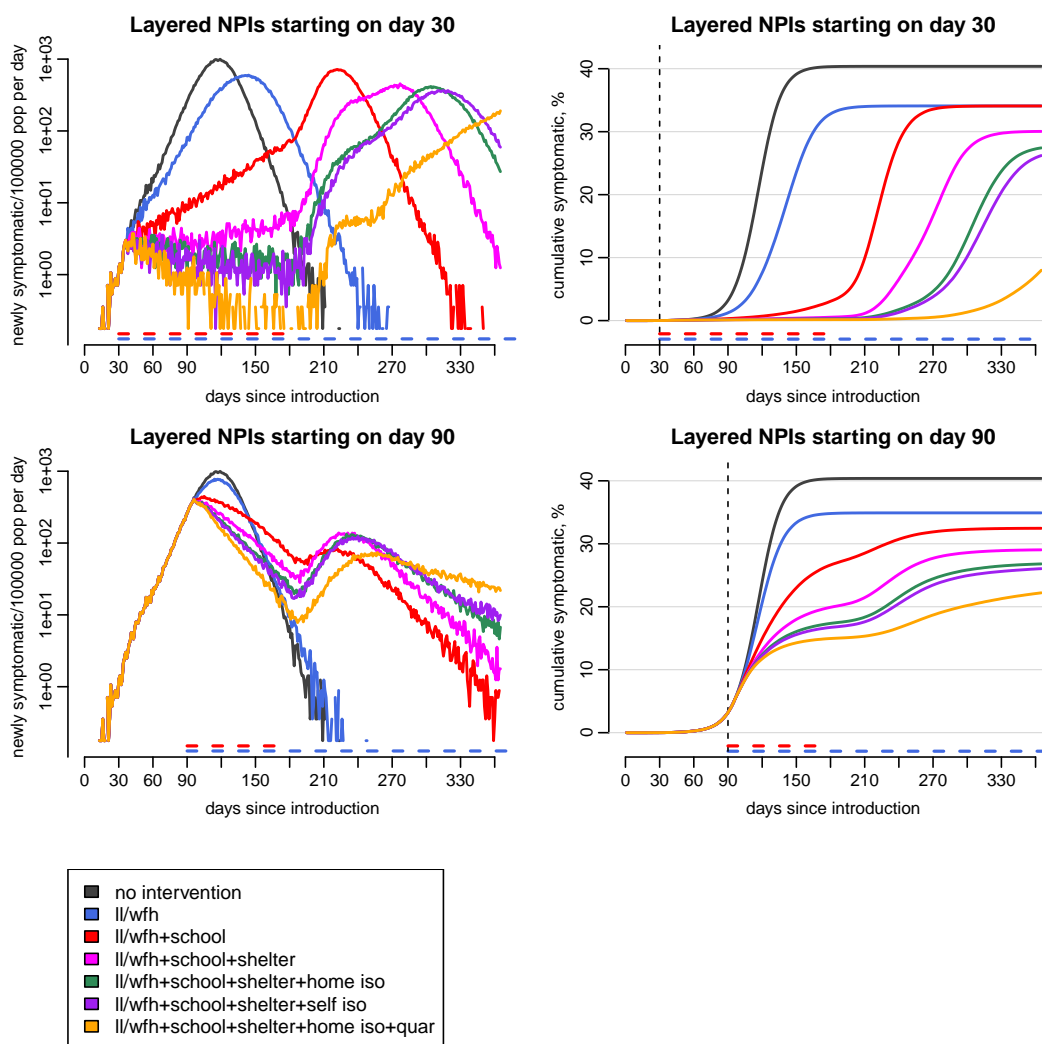 Layered NPIs starting on day 30
newly symptomatic/100000 pop per day
1e+03
1e+02
1e+01
1e+00
0 30 60 90 150 210 270 330
days since introduction
Layered NPIs starting on day 30
cumulative symptomatic, %
40
30
20
10
0
0 30 60 90 150 210 270 330
days since introduction
Layered NPIs starting on day 90
newly symptomatic/100000 pop per day
1e+03
1e+02
1e+01
1e+00
0 30 90 150 210 270 330
days since introduction
Layered NPIs starting on day 90
cumulative symptomatic, %
40
30
20
10
0
0 30 90 150 210 270 330
days since introduction
no intervention
ll/wfh
ll/wfh+school
ll/wfh+school+shelter
ll/wfh+school+shelter+home iso
ll/wfh+school+shelter+self iso
ll/wfh+school+shelter+home iso+quar